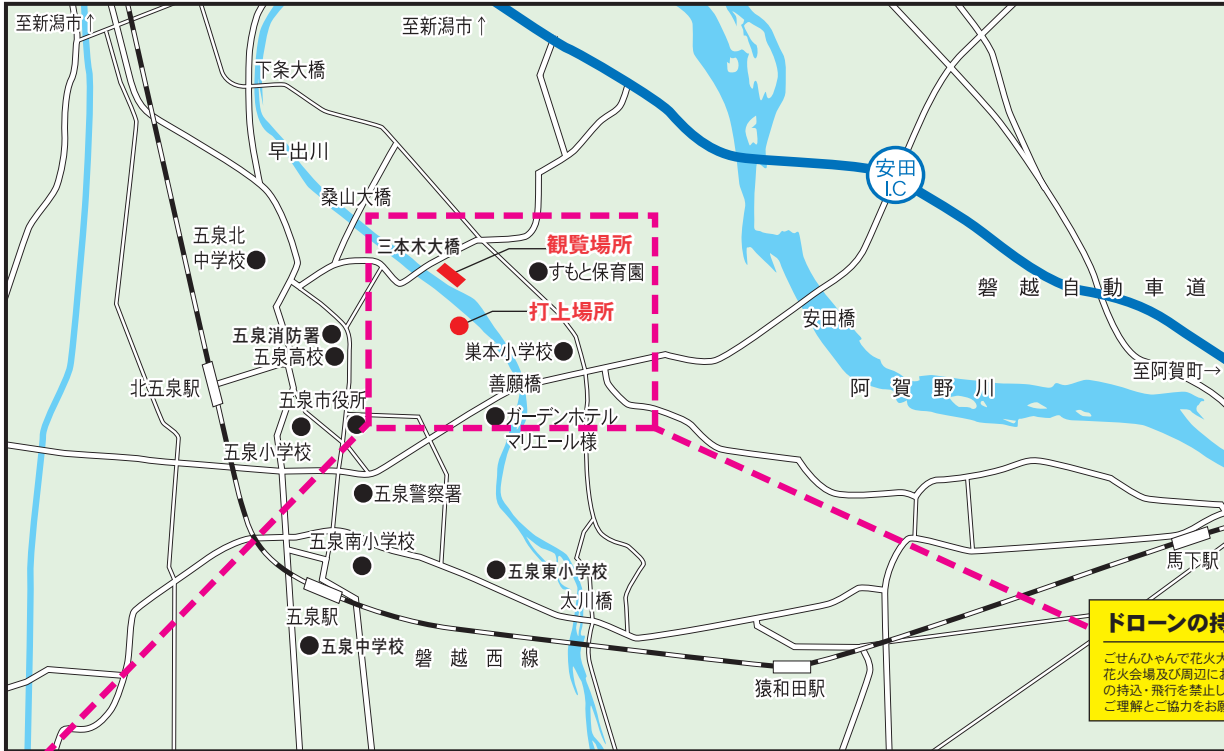 至新潟市↑
至新潟市↑
下条大橋
早出川
桑山大橋
安田
I.C
五泉北
中学校
三本木大橋
観覧場所
すもと保育園
磐越自動車道
打上場所
安田橋
五泉消防署
五泉高校
巣本小学校
北五泉駅
善願橋
阿賀野川
至阿賀町→
五泉市役所
ガーデンホテル
マリエール様
五泉小学校
五泉警察署
五泉南小学校
五泉東小学校
馬下駅
太川橋
五泉駅
五泉中学校
磐越西線
猿和田駅
ドローンの持
ごせんひゃんで花火大
花火会場及び周辺にお
の持込・飛行を禁止し
ご理解とご協力をお願